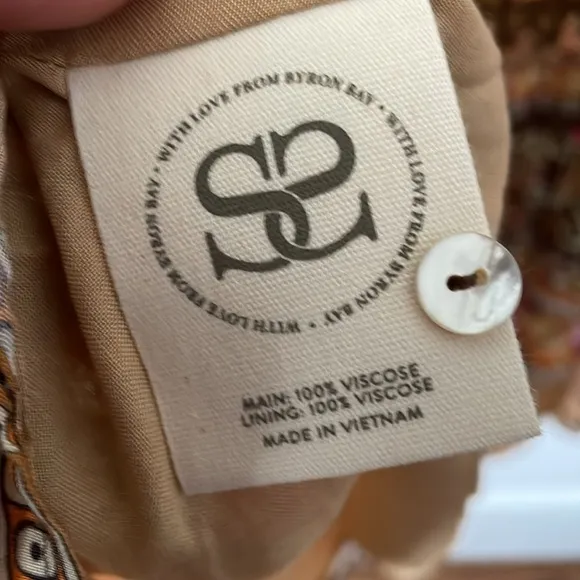 WITH LOVE FROM BYRON BAY • WITH LOVE FROM BYRON BAY • WITH LOVE FROM BYRON BAY •
MAIN: 100% VISCOSE
LINING: 100% VISCOSE
MADE IN VIETNAM